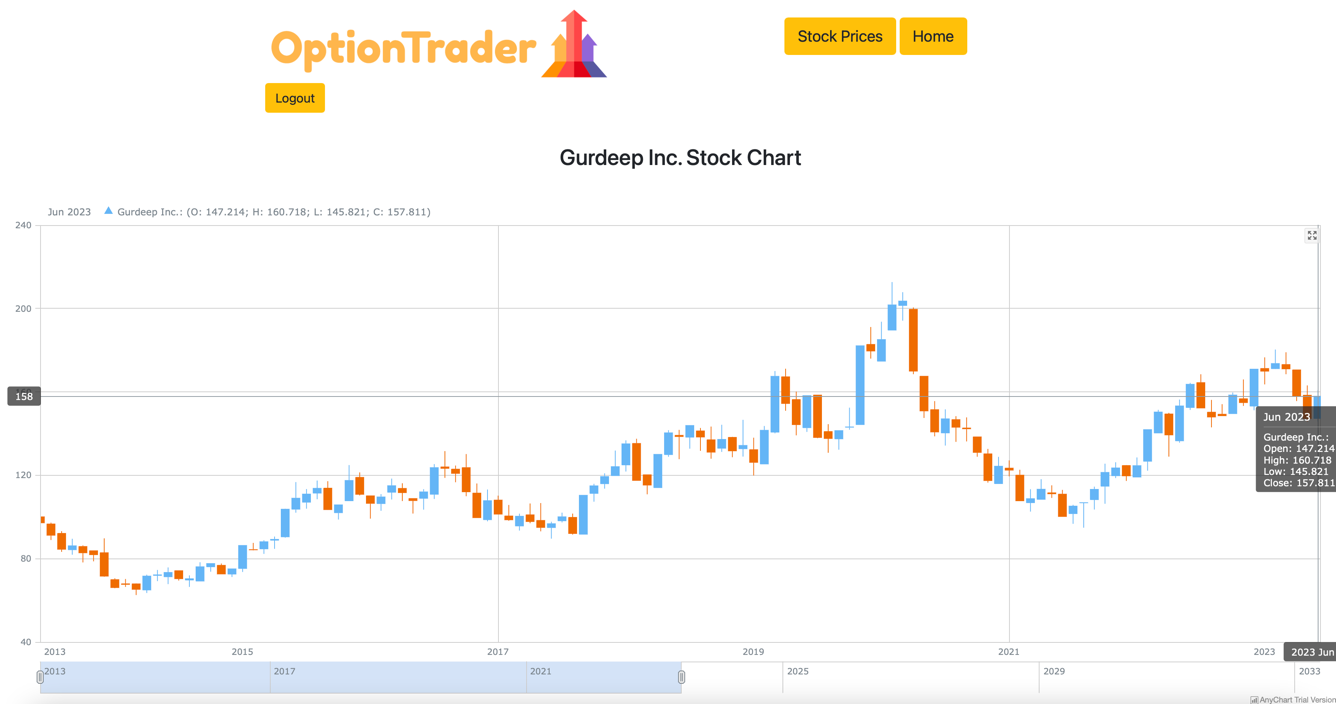 OptionTrader
Stock Prices Home
Logout
Gurdeep Inc. Stock Chart
Jun 2023 Gurdeep Inc.: (O: 147.214; H: 160.718; L: 145.821; C: 157.811)
240
200
160
158
120
80
40
Jun 2023
Gurdeep Inc.:
Open: 147.214
High: 160.718
Low: 145.821
Close: 157.811
2013 2015 2017 2019 2021 2023 2023 Jun
2013 2017 2021 2025 2029 2033
AnyChart Trial Version